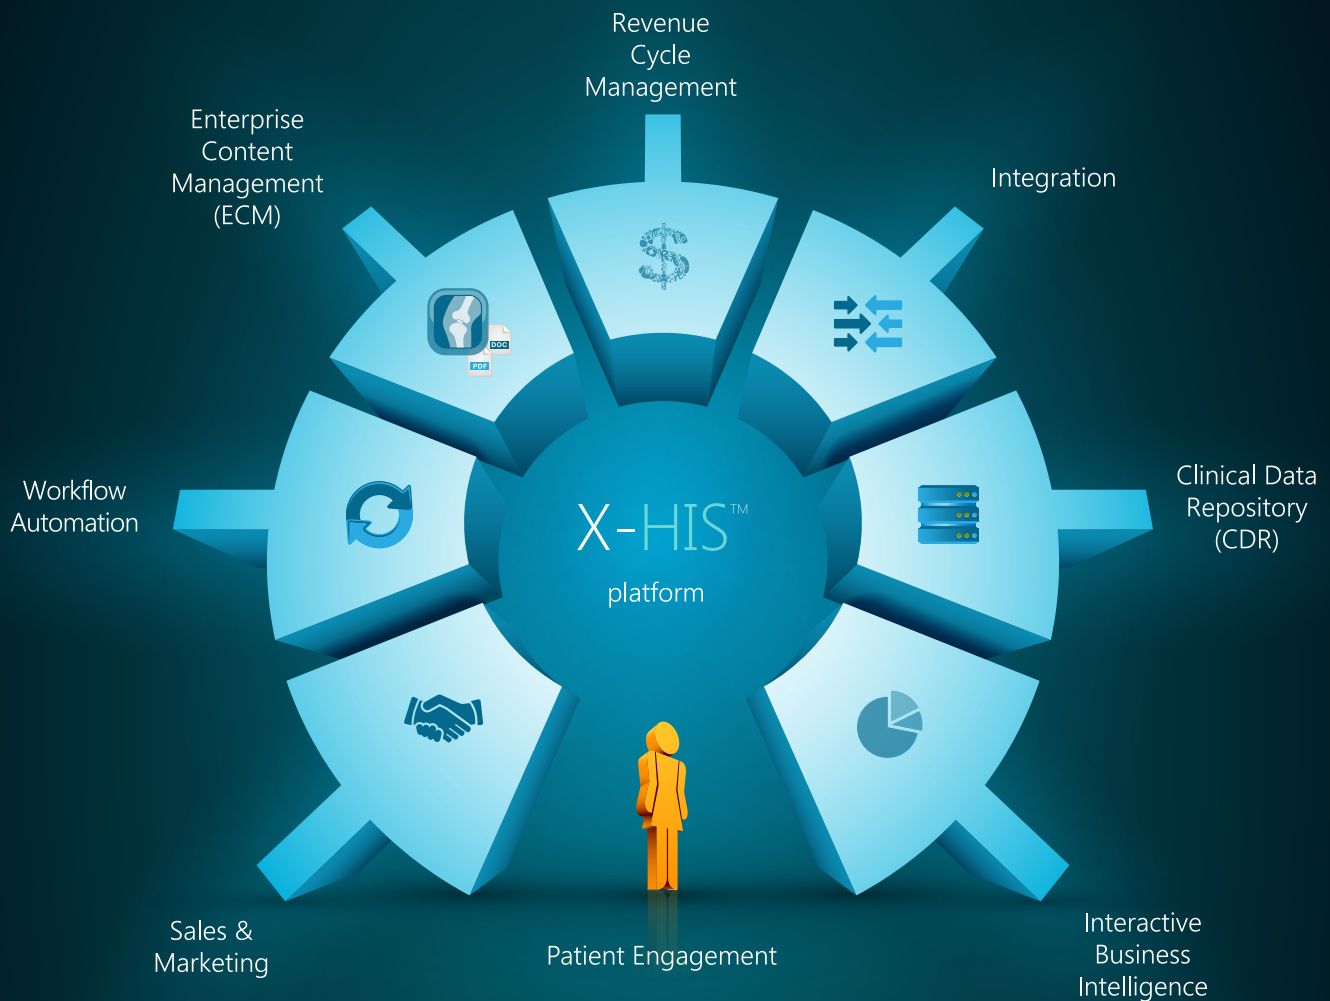 Revenue
Cycle
Management
Enterprise
Content
Management
(ECM)
Integration
DOC
PDF
Workflow
Automation
X-HIS™
platform
Clinical Data
Repository
(CDR)
Sales &
Marketing
Patient Engagement
Interactive
Business
Intelligence